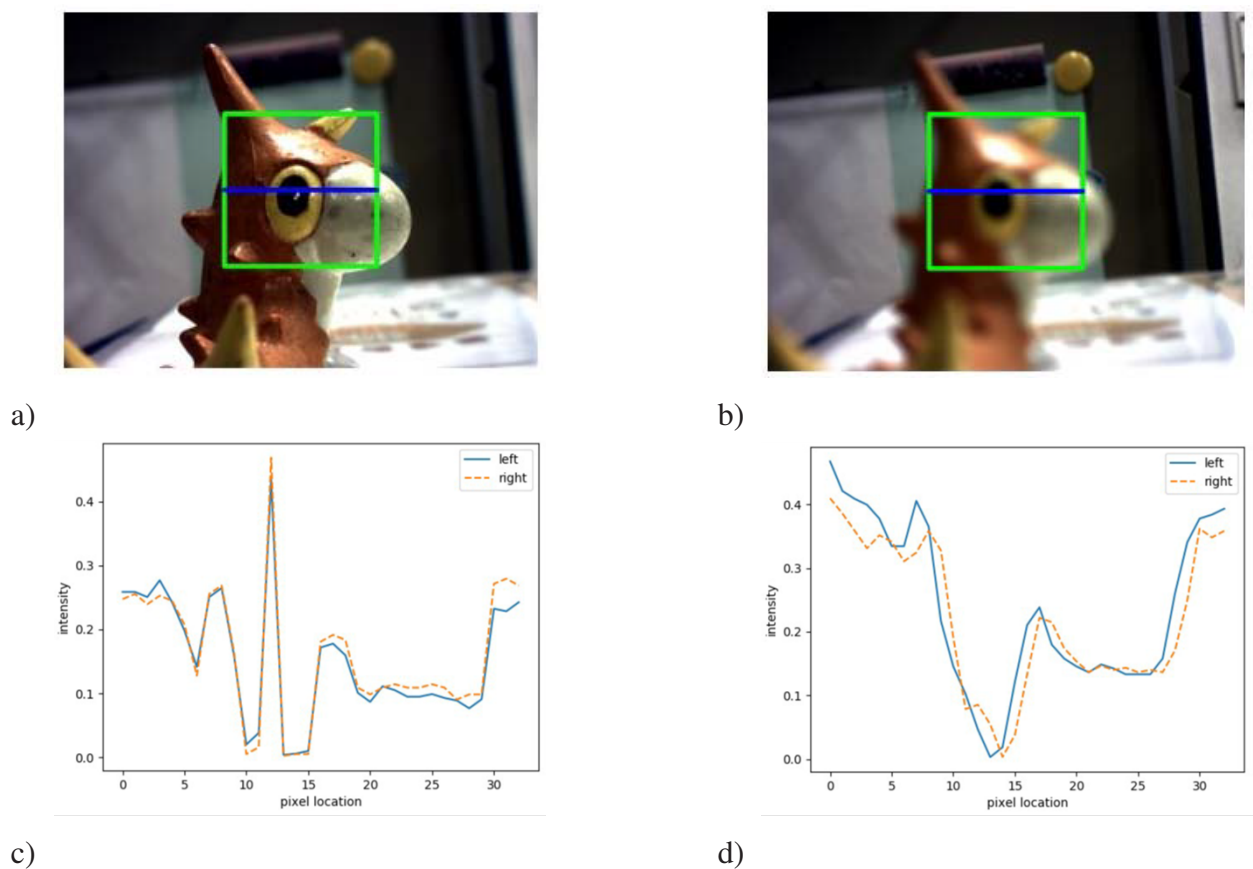 a)
b)
0.4
0.3
0.2
0.1
0.0
intensity
left
right
0 5 10 15 20 25 30
pixel location
0.4
0.3
0.2
0.1
0.0
intensity
left
right
0 5 10 15 20 25 30
pixel location
c)
d)